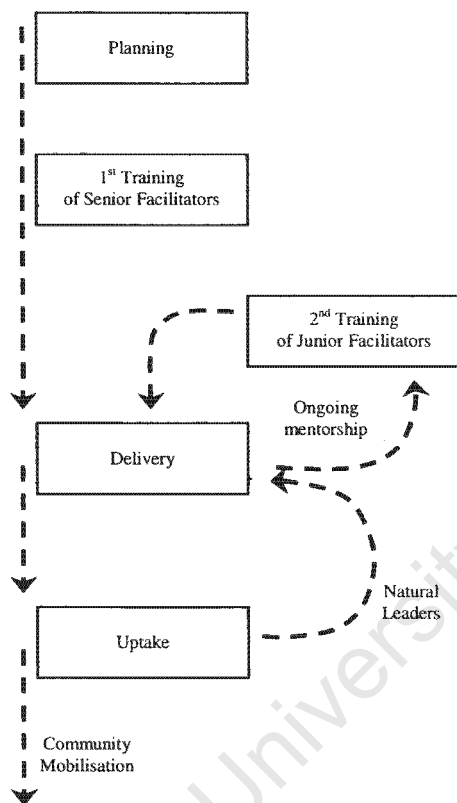 Planning
1st Training
of Senior Facilitators
2nd Training
of Junior Facilitators
Ongoing
mentorship
Delivery
Natural
Leaders
Uptake
Community
Mobilisation
University